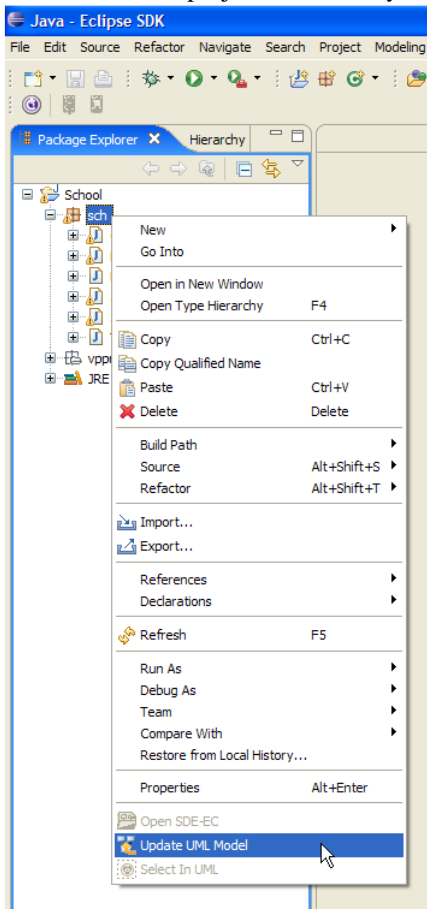 Java - Eclipse SDK
File Edit Source Refactor Navigate Search Project Modeling
Package Explorer Hierarchy
School
sch
New
Go Into
Open in New Window
Open Type Hierarchy F4
Copy Ctrl+C
vppr
Copy Qualified Name
JRE
Paste Ctrl+V
Delete Delete
Build Path
Source Alt+Shift+S
Refactor Alt+Shift+T
Import...
Export...
References
Declarations
Refresh F5
Run As
Debug As
Team
Compare With
Restore from Local History...
Properties Alt+Enter
Open SDE-EC
Update UML Model
Select In UML